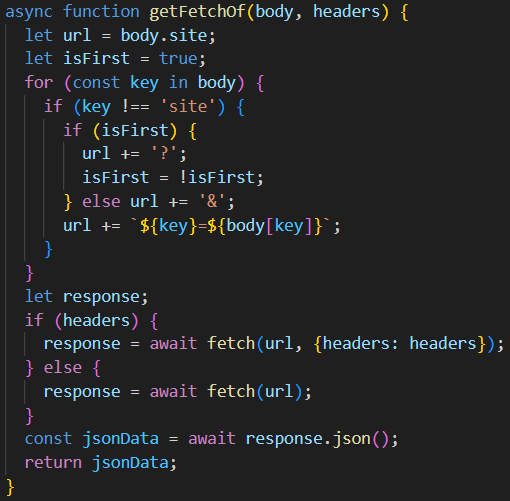 async function getFetchOf(body, headers) {
  let url = body.site;
  let isFirst = true;
  for (const key in body) {
    if (key !== 'site') {
      if (isFirst) {
        url += '?';
        isFirst = !isFirst;
      } else url += '&';
      url += `${key}=${body[key]}`;
    }
  }
  let response;
  if (headers) {
    response = await fetch(url, {headers: headers});
  } else {
    response = await fetch(url);
  }
  const jsonData = await response.json();
  return jsonData;
}